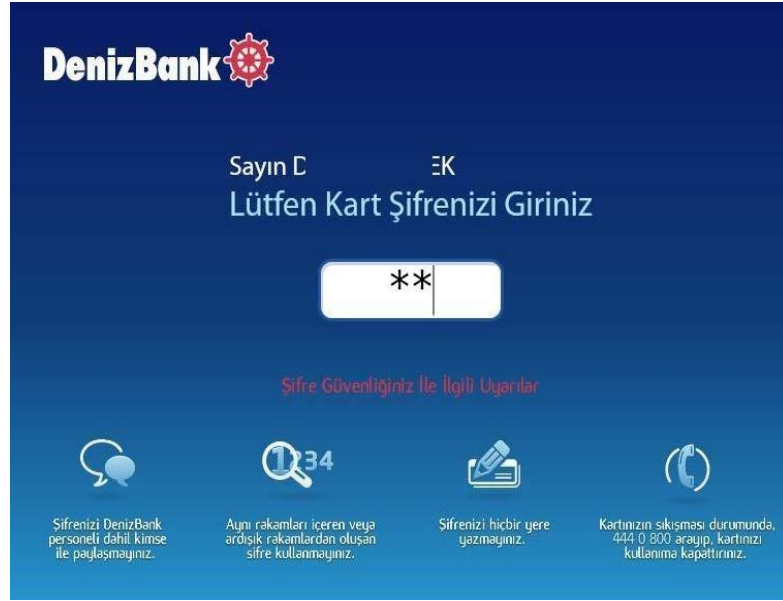 DenizBank
Sayın D EK
Lütfen Kart Şifrenizi Giriniz
**
Şifre Güvenliğiniz İle İlgili Uyarılar
1234
Şifrenizi DenizBank
personeli dahil kimse
ile paylaşmayınız.
Aynı rakamları içeren veya
ardışık rakamlardan oluşan
sifre kullanmayınız.
Şifrenizi hiçbir yere
yazmayınız.
Kartınızın sıkışması durumunda,
444 0 800 arayıp, kartınızı
kullanıma kapattırınız.